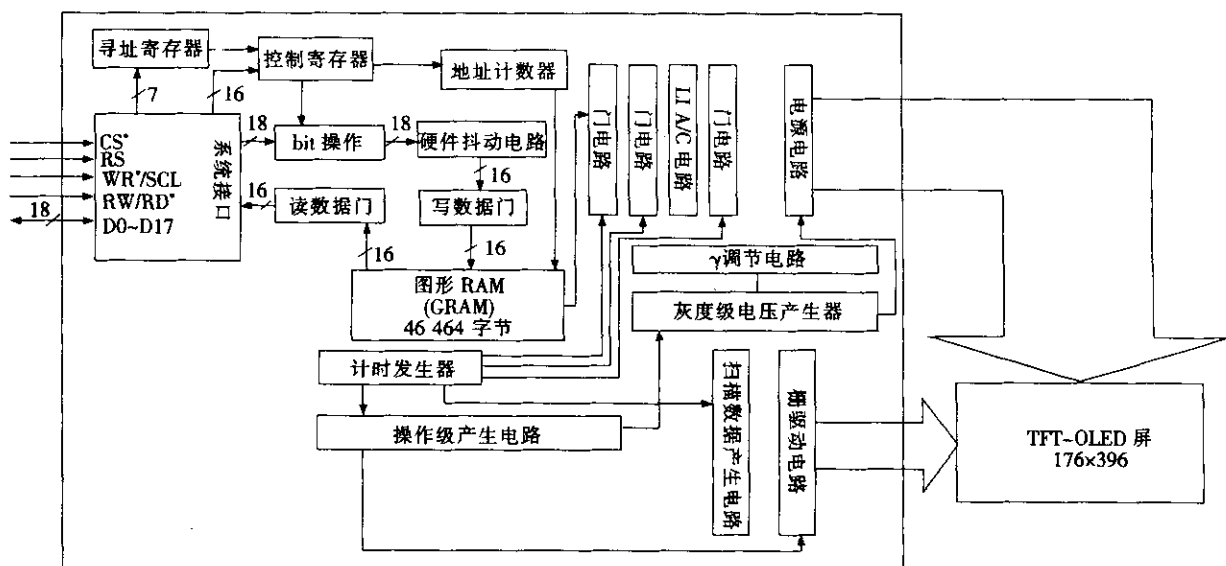 寻址寄存器
控制寄存器
地址计数器
7
16
CS*
RS
WR*/SCL
RW/RD*
D0~D17
18
系统接口
18
bit 操作
18
硬件抖动电路
16
读数据门
16
写数据门
16
16
图形 RAM
(GRAM)
46 464 字节
门电路
门电路
LI A/C 电路
门电路
电源电路
γ调节电路
灰度级电压产生器
计时发生器
操作级产生电路
扫描数据产生电路
栅驱动电路
TFT-OLED 屏
176×396